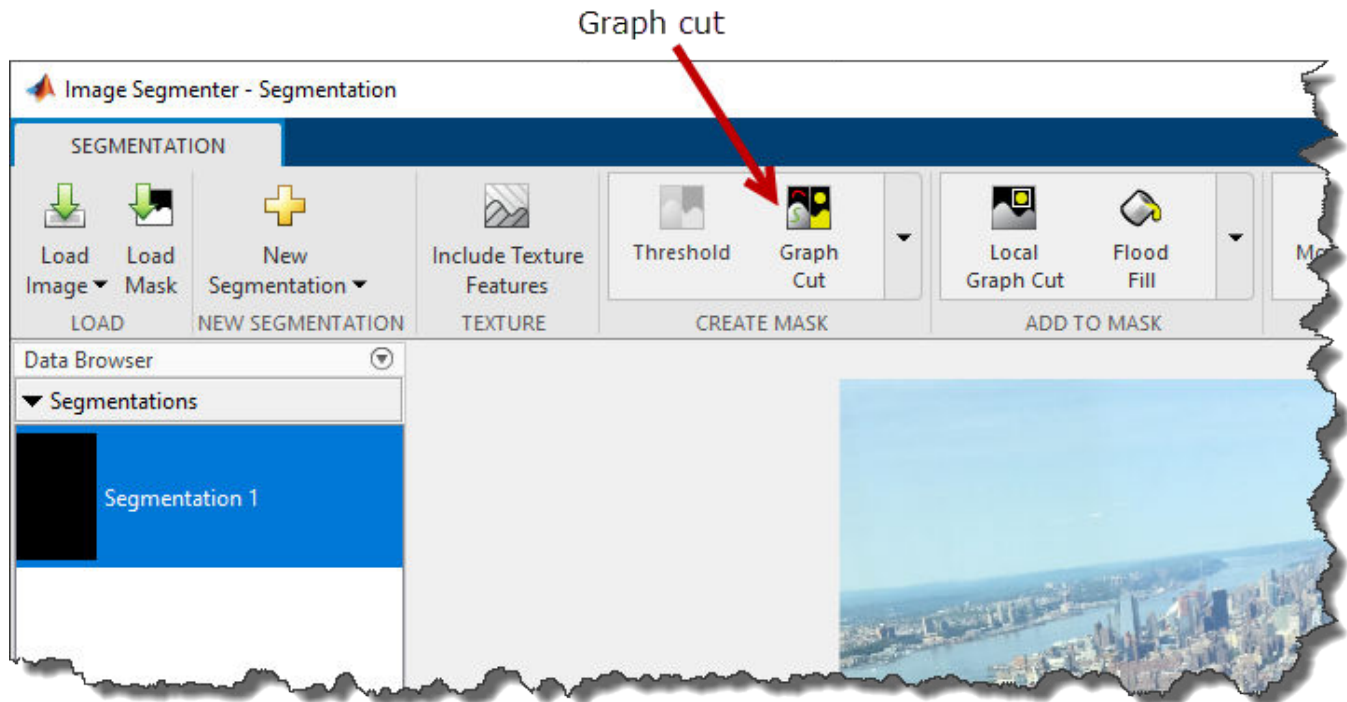 Graph cut
Image Segmenter - Segmentation
SEGMENTATION
Load Image
Load Mask
New Segmentation
Include Texture Features
Threshold
Graph Cut
Local Graph Cut
Flood Fill
LOAD
NEW SEGMENTATION
TEXTURE
CREATE MASK
ADD TO MASK
Data Browser
Segmentations
Segmentation 1